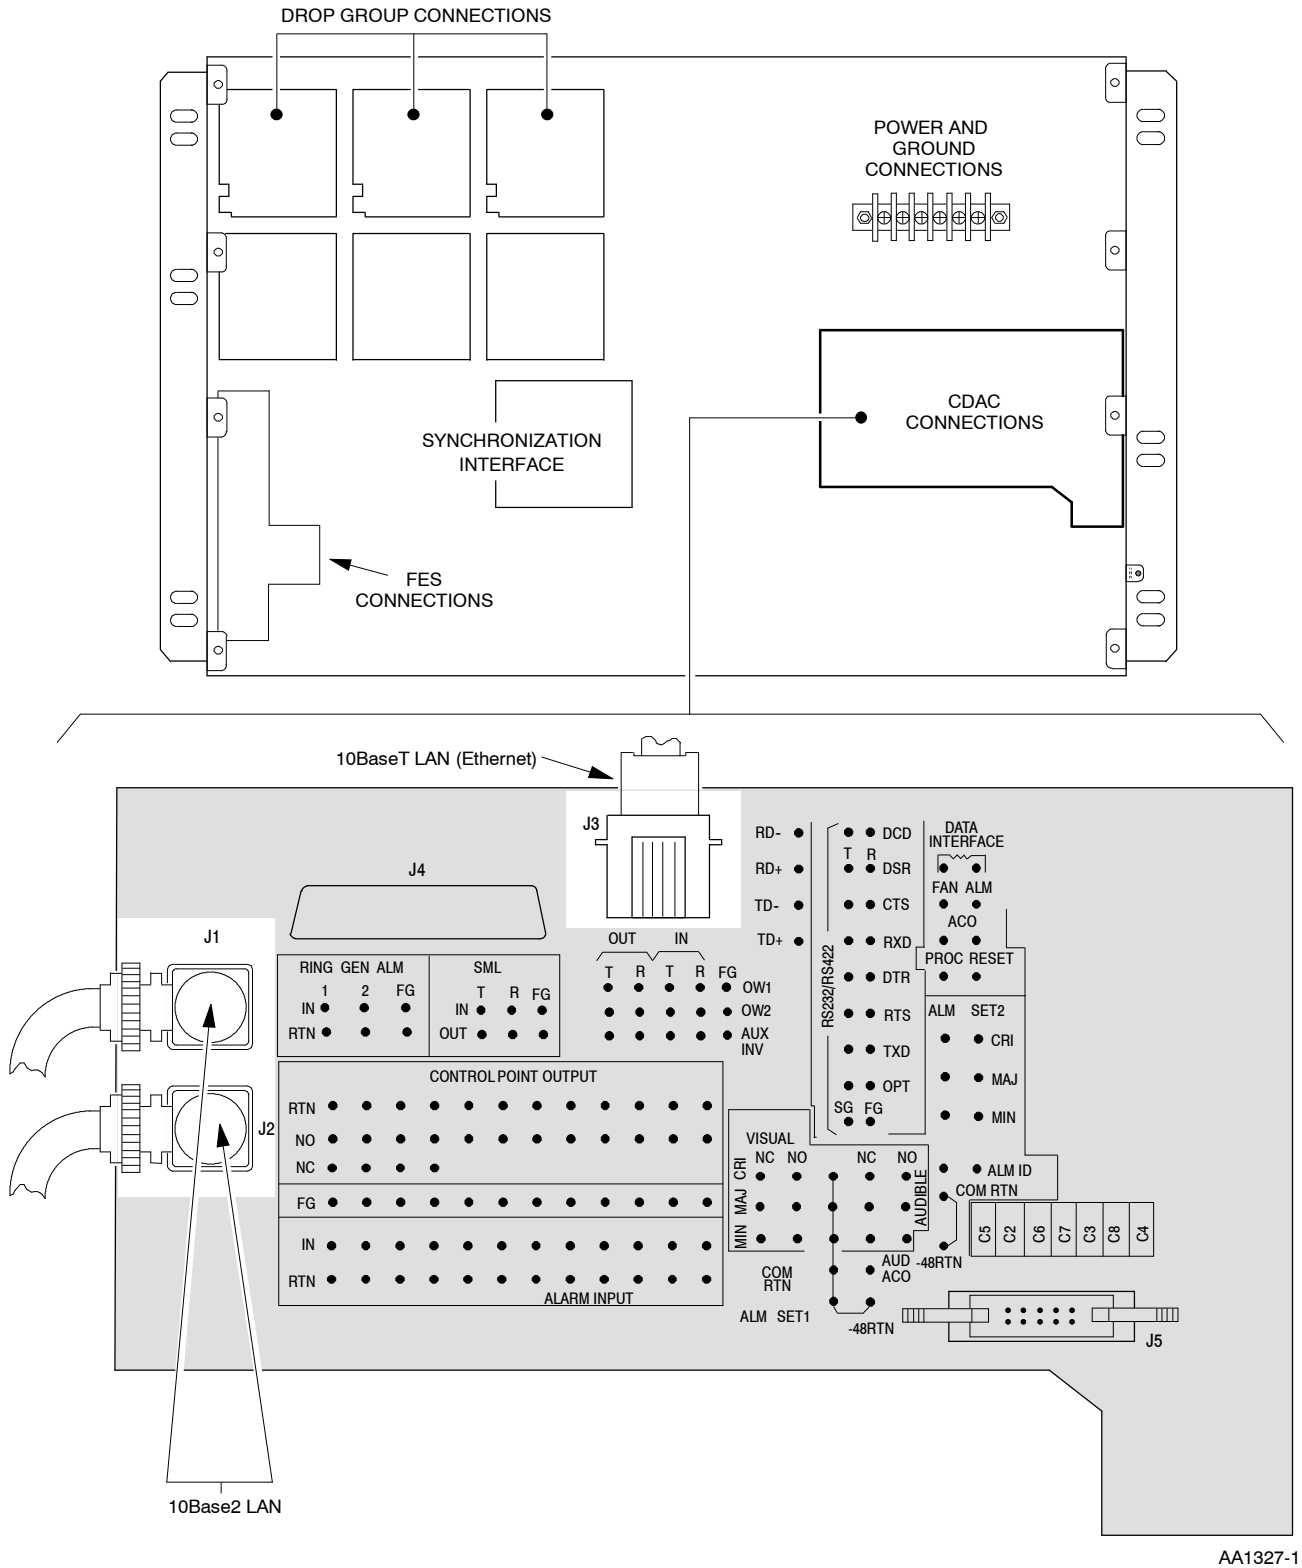 DROP GROUP CONNECTIONS
POWER AND
GROUND
CONNECTIONS
CDAC
CONNECTIONS
SYNCHRONIZATION
INTERFACE
FES
CONNECTIONS
10BaseT LAN (Ethernet)
J3
J4
J1
J2
RD-
RD+
TD-
TD+
RS232/RS422
T R
DCD
DSR
CTS
RXD
DTR
RTS
TXD
OPT
SG FG
DATA
INTERFACE
FAN ALM
ACO
PROC RESET
ALM SET2
CRI
MAJ
MIN
ALM ID
COM RTN
-48RTN
OUT IN
T R T R FG
OW1
OW2
AUX
INV
RING GEN ALM
1 2 FG
IN
RTN
SML
T R FG
IN
OUT
CONTROL POINT OUTPUT
RTN
NO
NC
FG
IN
RTN
ALARM INPUT
VISUAL
NC NO NC NO
CRI
MAJ
MIN
AUDIBLE
COM
RTN
AUD
ACO
ALM SET1
-48RTN
C5 C2 C6 C7 C3 C8 C4
J5
10Base2 LAN
AA1327-1